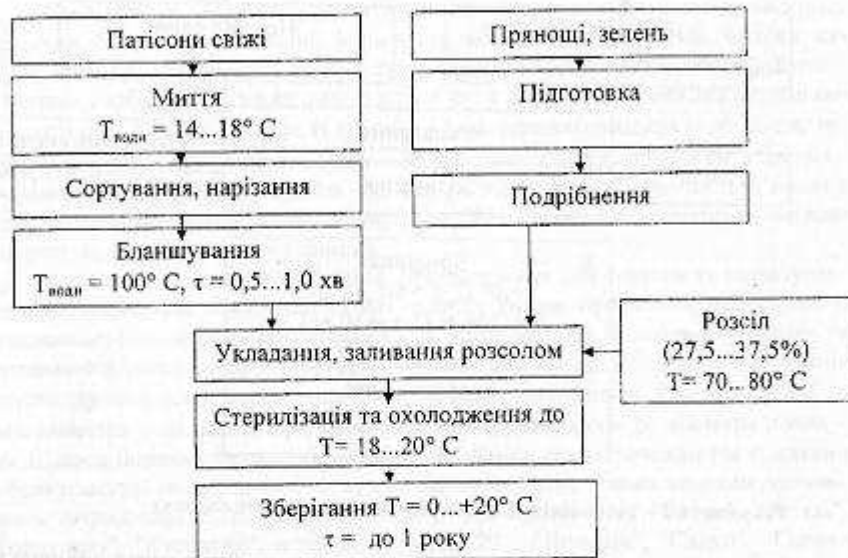 Патісони свіжі
Прянощі, зелень
Миття
Tводи = 14...18° C
Підготовка
Сортування, нарізання
Подрібнення
Бланшування
Tводи = 100° C, τ = 0,5...1,0 хв
Укладання, заливання розсолом
Розсіл
(27,5...37,5%)
T= 70...80° C
Стерилізація та охолодження до
T= 18...20° C
Зберігання T = 0...+20° C
τ = до 1 року